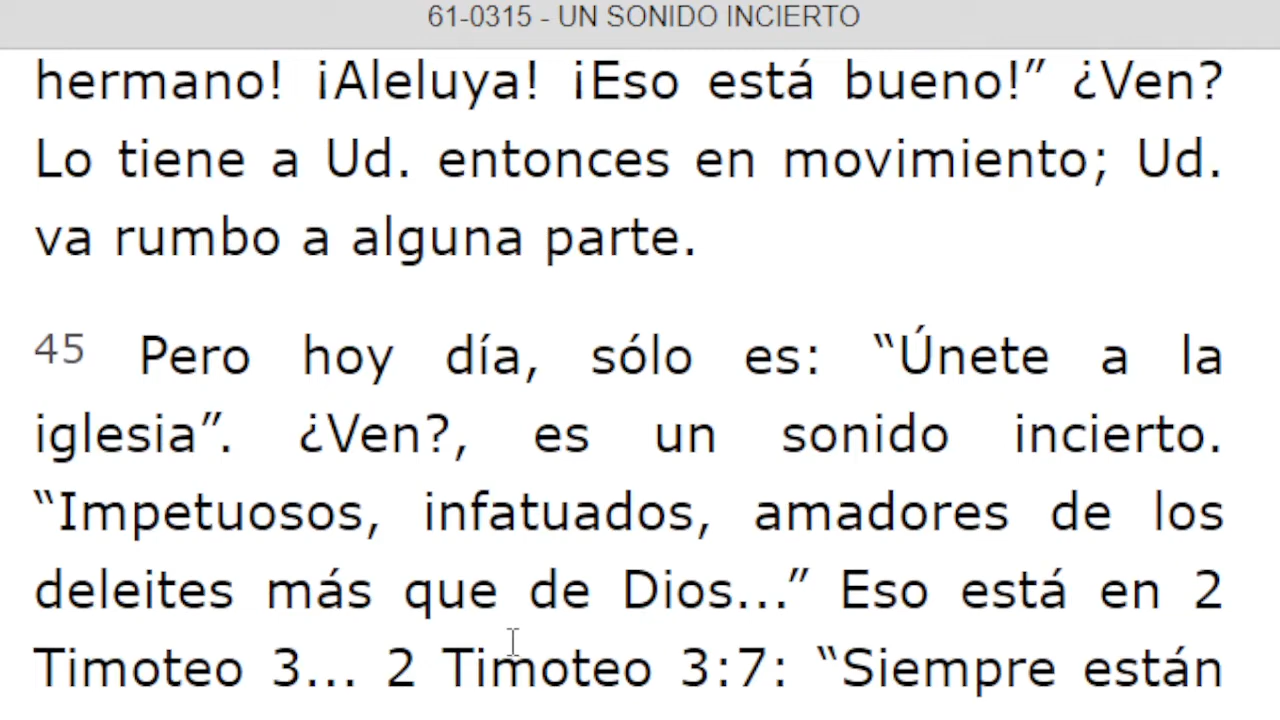 61-0315 - UN SONIDO INCIERTO
hermano! ¡Aleluya! ¡Eso está bueno!” ¿Ven?
Lo tiene a Ud. entonces en movimiento; Ud.
va rumbo a alguna parte.
45 Pero hoy día, sólo es: “Únete a la
iglesia”. ¿Ven?, es un sonido incierto.
“Impetuosos, infatuados, amadores de los
deleites más que de Dios...” Eso está en 2
Timoteo 3... 2 Timoteo 3:7: “Siempre están